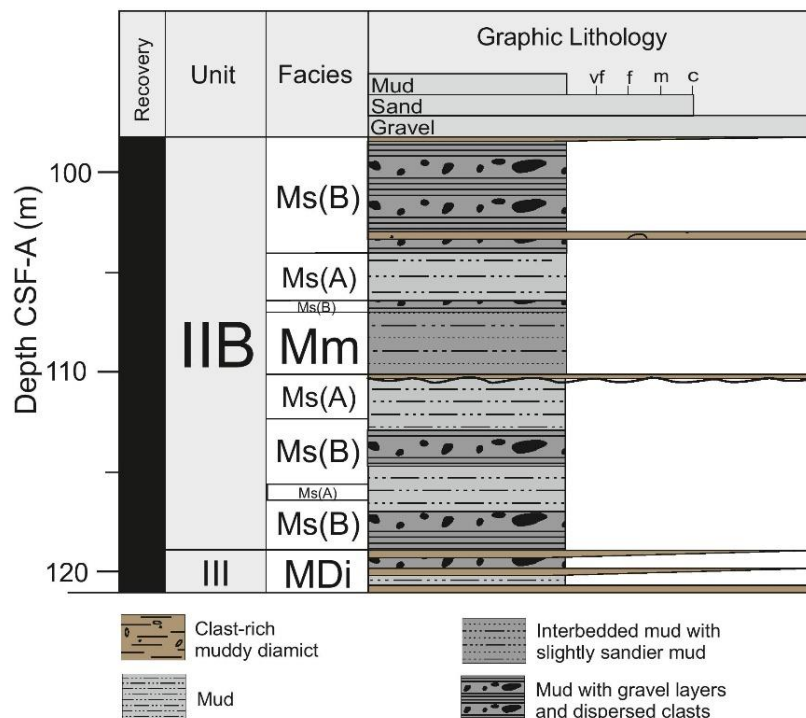 Recovery
Unit
Facies
Graphic Lithology
Mud
vf
f
m
c
Sand
Gravel
Depth CSF-A (m)
100
110
120
IIB
III
Ms(B)
Ms(A)
Ms(B)
Mm
Ms(A)
Ms(B)
Ms(A)
Ms(B)
MDi
Clast-rich
muddy diamict
Mud
Interbedded mud with
slightly sandier mud
Mud with gravel layers
and dispersed clasts